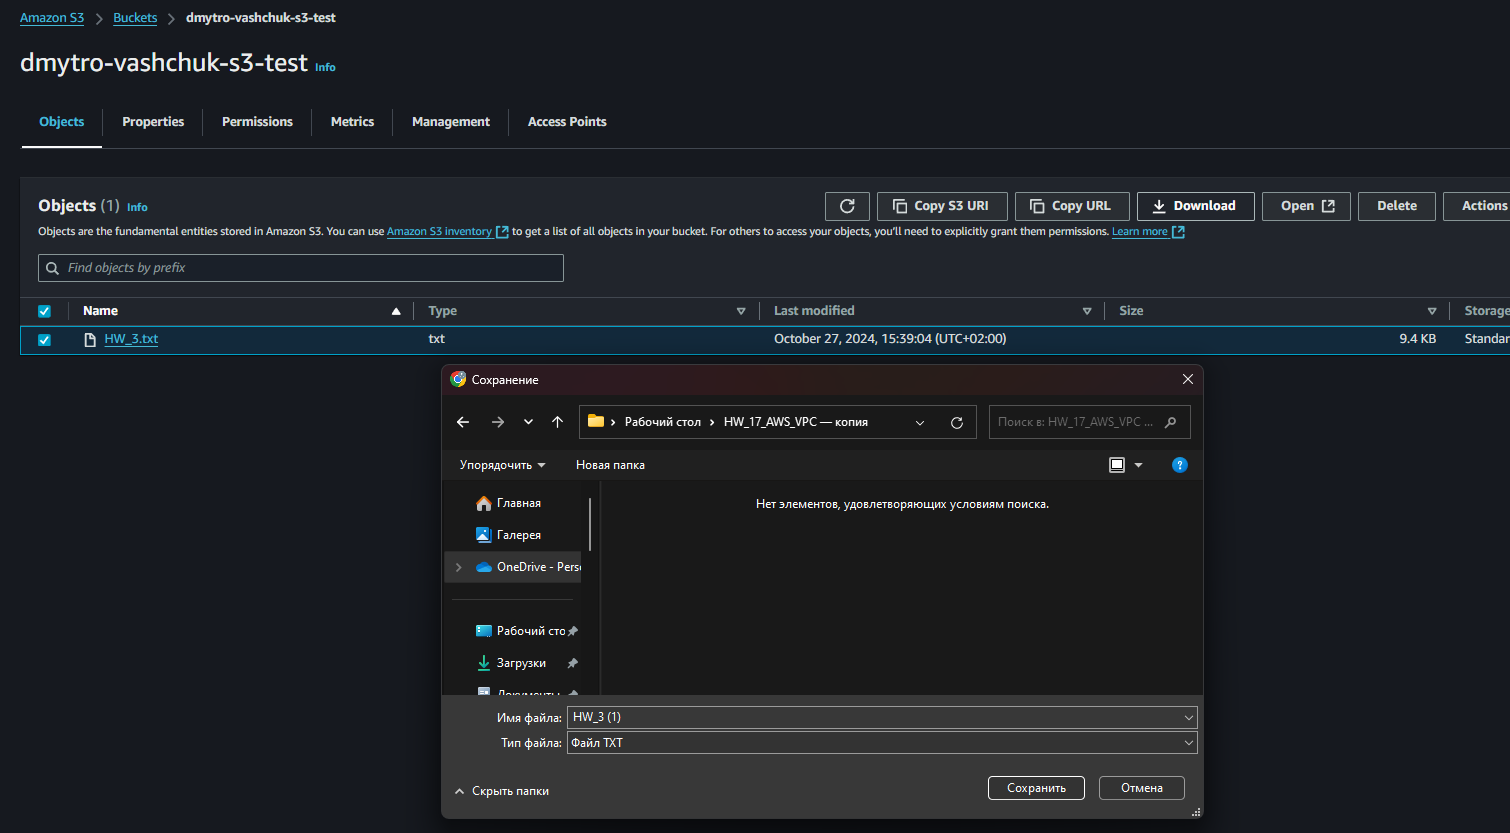 Amazon S3 > Buckets > dmytro-vashchuk-s3-test
dmytro-vashchuk-s3-test Info
Objects Properties Permissions Metrics Management Access Points
Objects (1) Info
Copy S3 URI Copy URL Download Open Delete Actions
Objects are the fundamental entities stored in Amazon S3. You can use Amazon S3 inventory to get a list of all objects in your bucket. For others to access your objects, you'll need to explicitly grant them permissions. Learn more
Find objects by prefix
Name Type Last modified Size Storage
HW_3.txt txt October 27, 2024, 15:39:04 (UTC+02:00) 9.4 KB Standar
Сохранение
Рабочий стол > HW_17_AWS_VPC — копия Поиск в: HW_17_AWS_VPC ...
Упорядочить Новая папка
Главная
Нет элементов, удовлетворяющих условиям поиска.
Галерея
OneDrive - Perso
Рабочий сто
Загрузки
Документы
Имя файла: HW_3 (1)
Тип файла: Файл TXT
Скрыть папки Сохранить Отмена